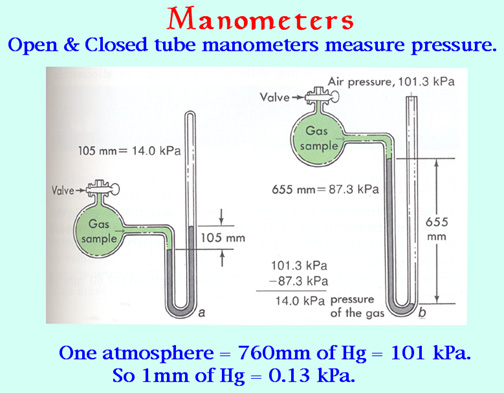 Manometers
Open & Closed tube manometers measure pressure.
Air pressure, 101.3 kPa
Valve
Gas
sample
105 mm= 14.0 kPa
Valve
Gas
sample
105 mm
a
655 mm=87.3 kPa
655
mm
101.3 kPa
−87.3 kPa
14.0 kPa pressure
of the gas
b
One atmosphere = 760mm of Hg = 101 kPa.
So 1mm of Hg = 0.13 kPa.